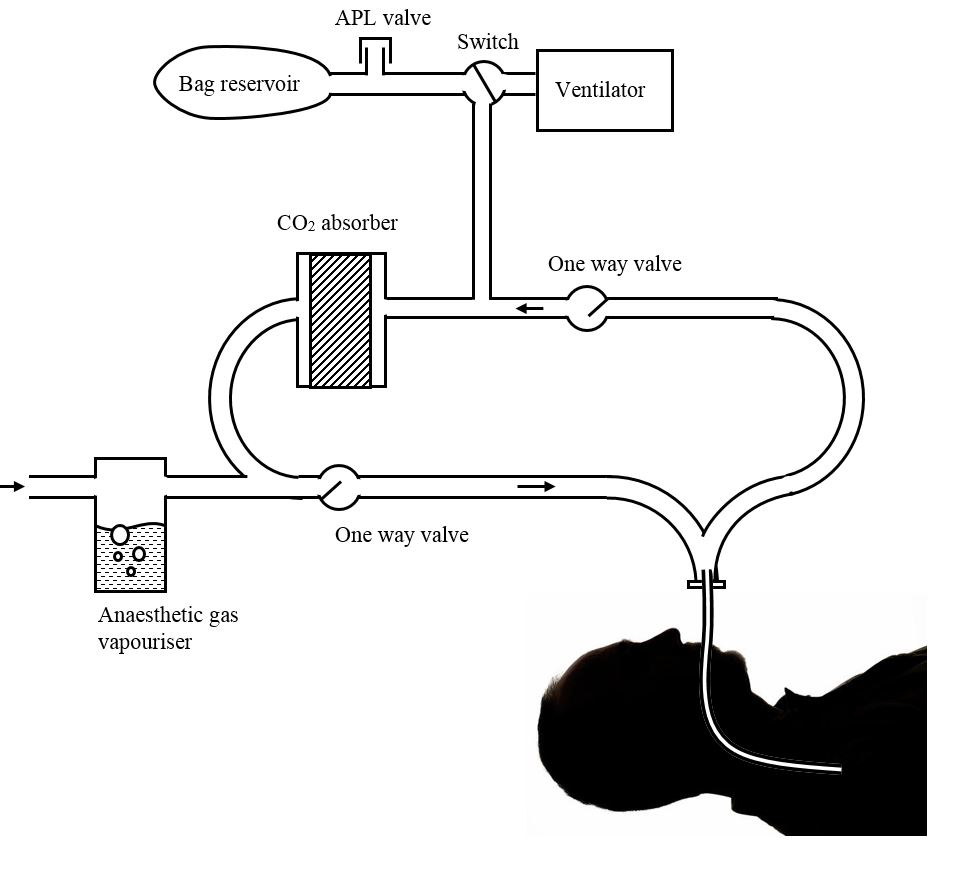 APL valve
Switch
Bag reservoir
Ventilator
CO₂ absorber
One way valve
One way valve
Anaesthetic gas
vapouriser